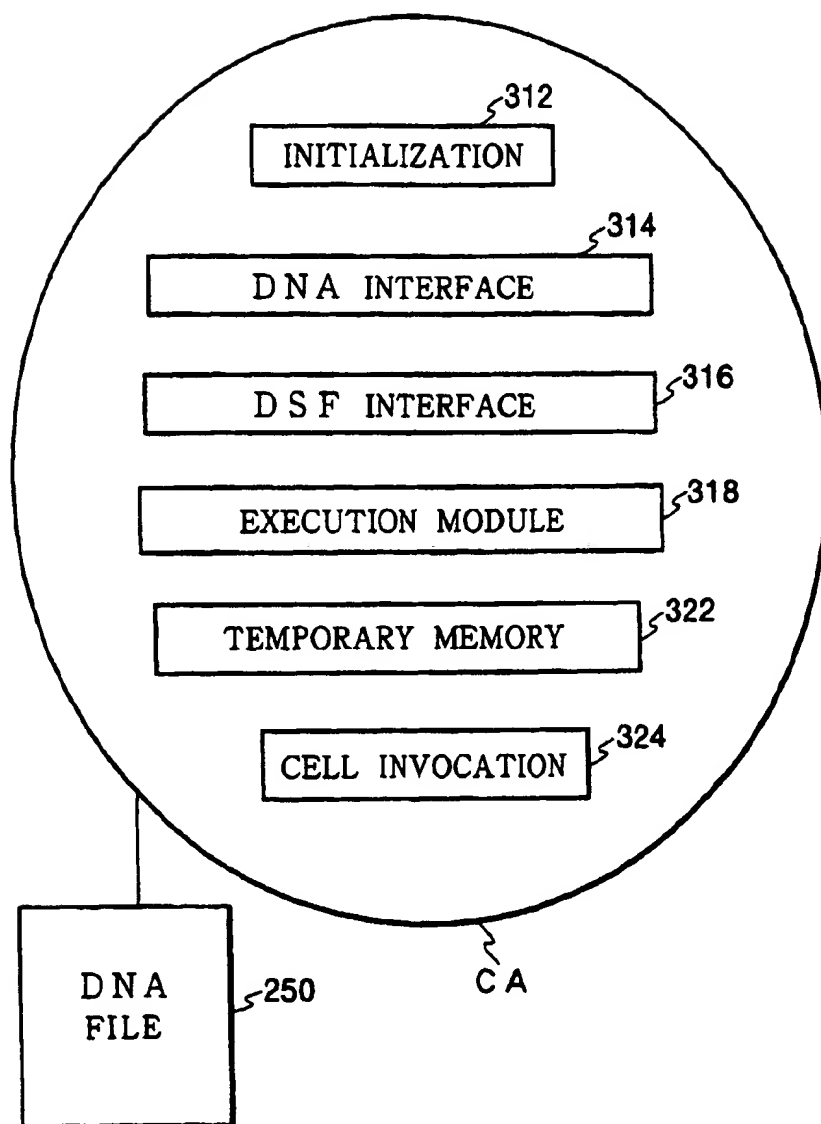 312
INITIALIZATION
314
DNA INTERFACE
DSF INTERFACE
316
EXECUTION MODULE
318
TEMPORARY MEMORY
322
CELL INVOCATION
324
CA
DNA
FILE
250